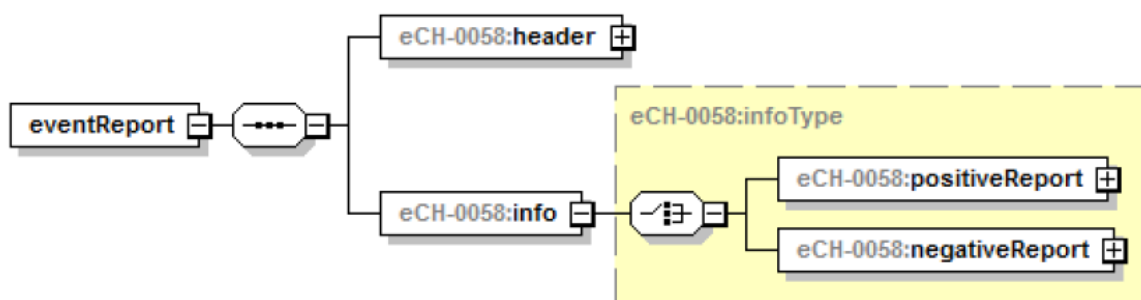 eCH-0058:header
eventReport
eCH-0058:infoType
eCH-0058:positiveReport
eCH-0058:info
eCH-0058:negativeReport